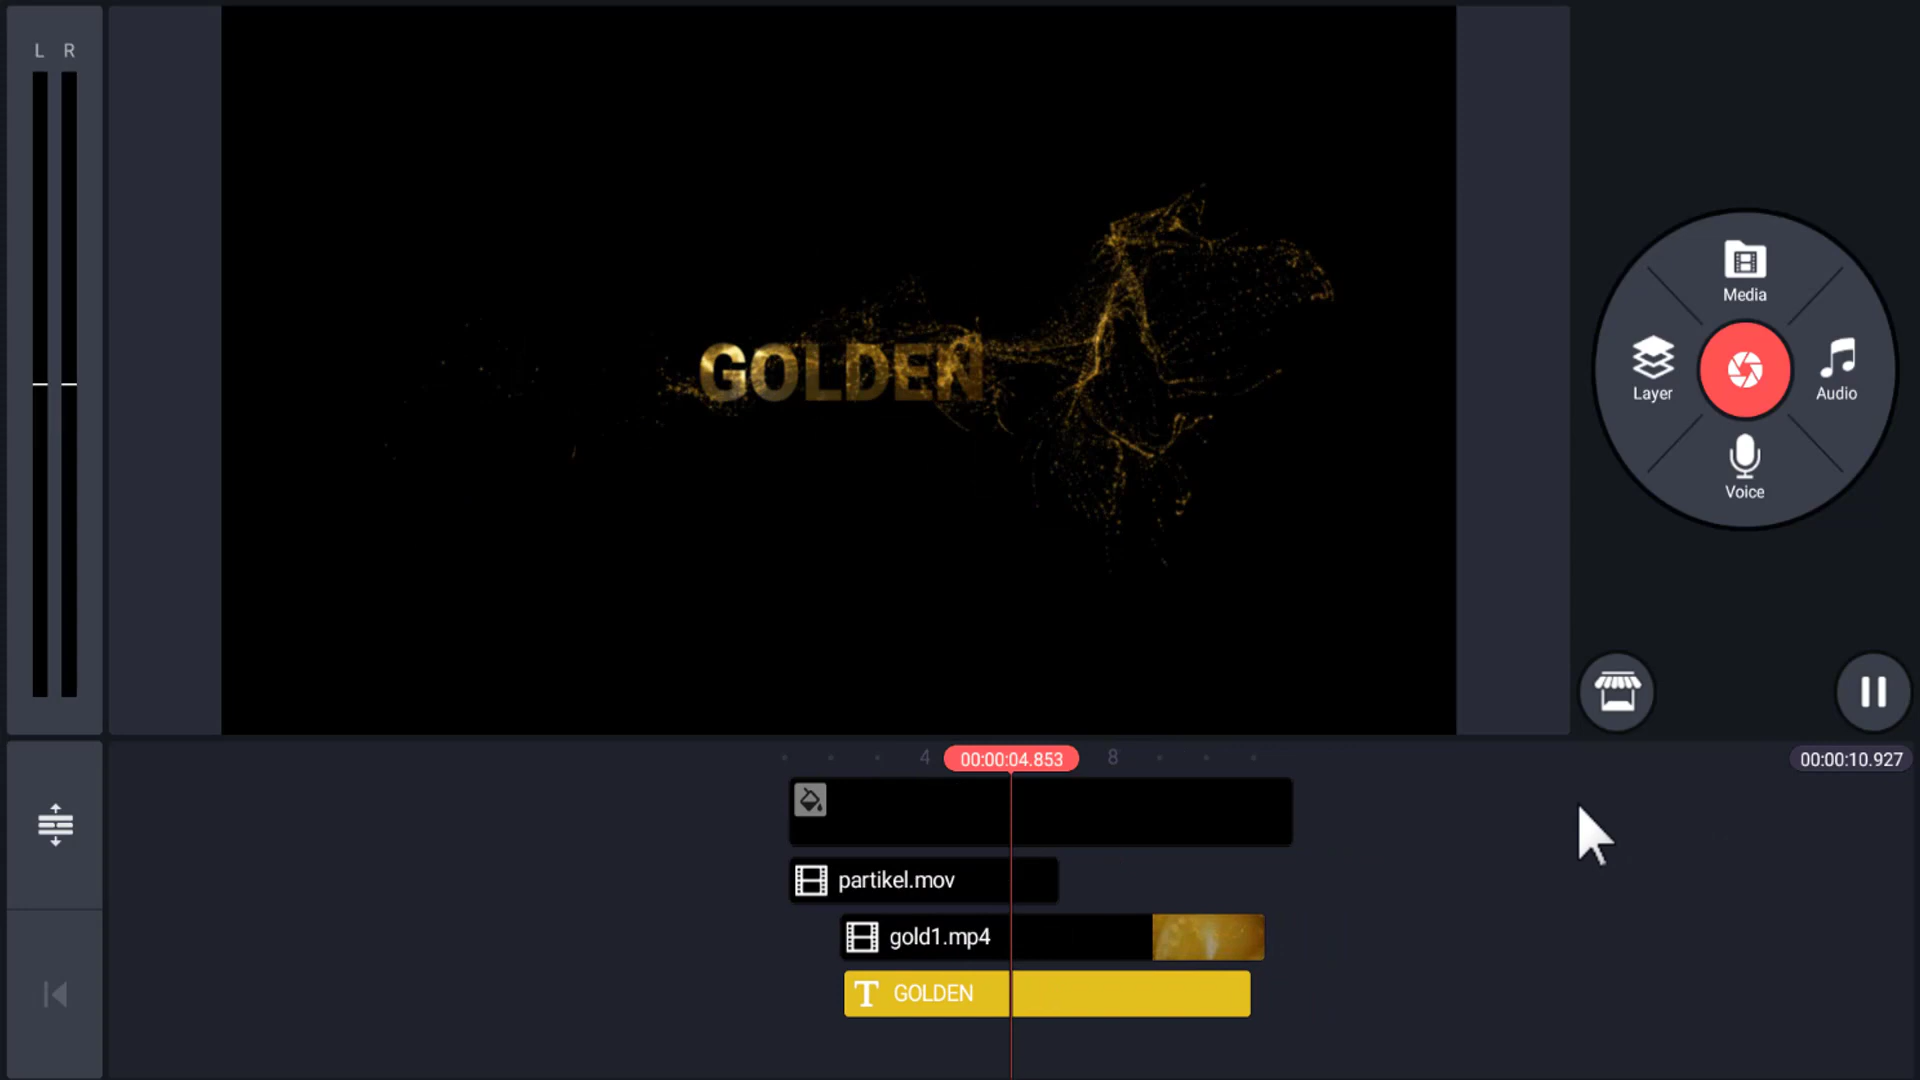 L R
GOLDEN
Media
Layer
Audio
Voice
4 00:00:04.853 8 00:00:10.927
partikel.mov
gold1.mp4
T GOLDEN